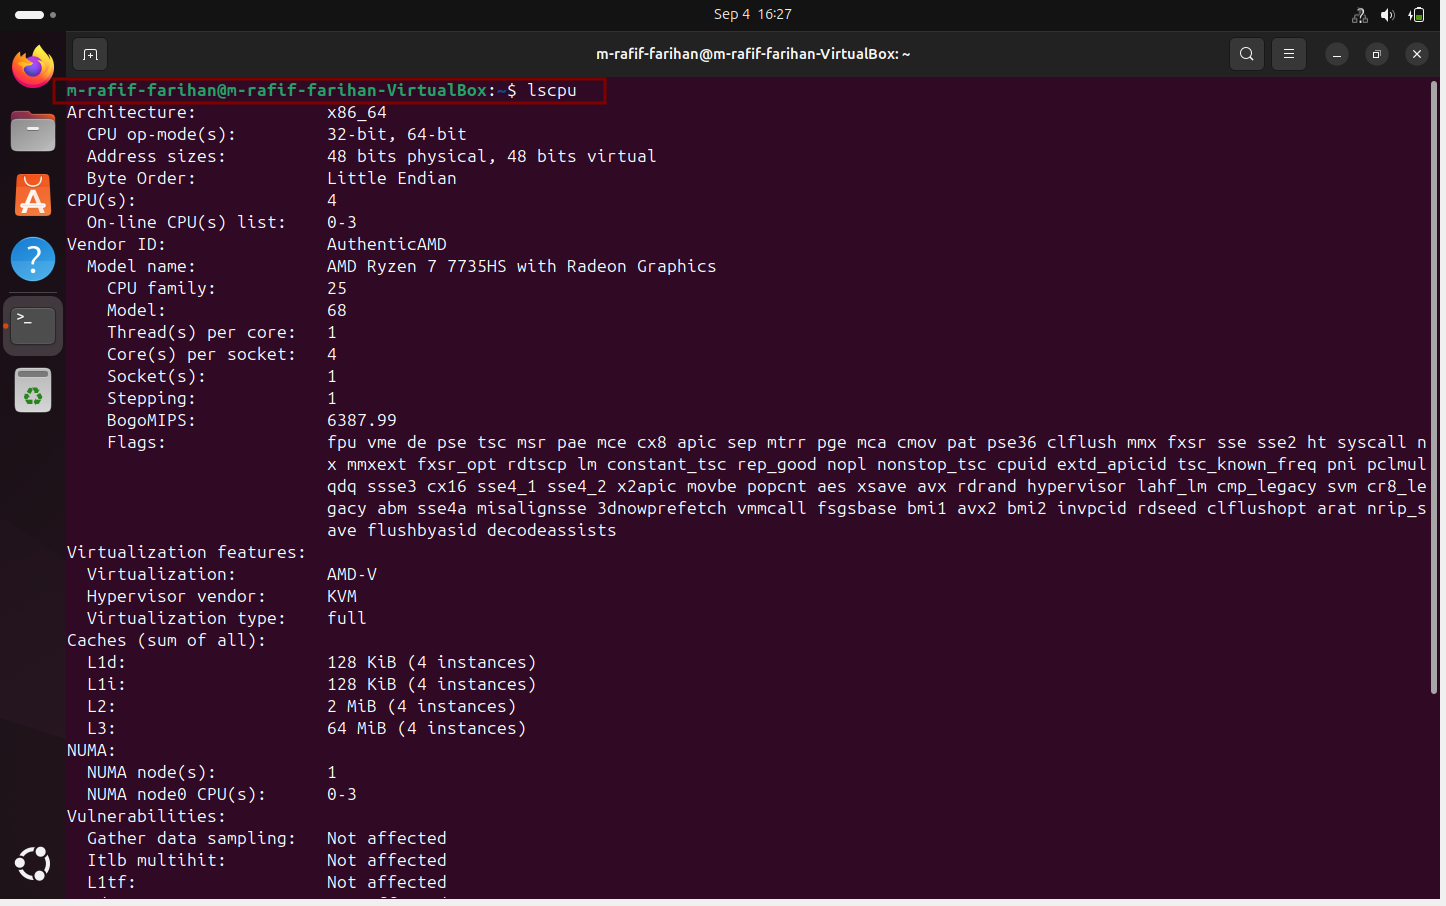 Sep 4 16:27
m-rafif-farihan@m-rafif-farihan-VirtualBox: ~
m-rafif-farihan@m-rafif-farihan-VirtualBox:~$ lscpu
Architecture: x86_64
CPU op-mode(s): 32-bit, 64-bit
Address sizes: 48 bits physical, 48 bits virtual
Byte Order: Little Endian
CPU(s): 4
On-line CPU(s) list: 0-3
Vendor ID: AuthenticAMD
Model name: AMD Ryzen 7 7735HS with Radeon Graphics
CPU family: 25
Model: 68
Thread(s) per core: 1
Core(s) per socket: 4
Socket(s): 1
Stepping: 1
BogoMIPS: 6387.99
Flags: fpu vme de pse tsc msr pae mce cx8 apic sep mtrr pge mca cmov pat pse36 clflush mmx fxsr sse sse2 ht syscall n
x mmxext fxsr_opt rdtscp lm constant_tsc rep_good nopl nonstop_tsc cpuid extd_apicid tsc_known_freq pni pclmul
qdq ssse3 cx16 sse4_1 sse4_2 x2apic movbe popcnt aes xsave avx rdrand hypervisor lahf_lm cmp_legacy svm cr8_le
gacy abm sse4a misalignsse 3dnowprefetch vmmcall fsgsbase bmi1 avx2 bmi2 invpcid rdseed clflushopt arat nrip_s
ave flushbyasid decodeassists
Virtualization features:
Virtualization: AMD-V
Hypervisor vendor: KVM
Virtualization type: full
Caches (sum of all):
L1d: 128 KiB (4 instances)
L1i: 128 KiB (4 instances)
L2: 2 MiB (4 instances)
L3: 64 MiB (4 instances)
NUMA:
NUMA node(s): 1
NUMA node0 CPU(s): 0-3
Vulnerabilities:
Gather data sampling: Not affected
Itlb multihit: Not affected
L1tf: Not affected